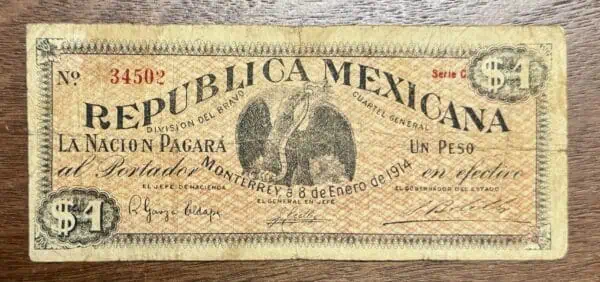 Nº. 34502
Serie C
$1
REPUBLICA MEXICANA
DIVISION DEL BRAVO
CUARTEL GENERAL
LA NACION PAGARÁ
UN PESO
al Portador
en efectivo
MONTERREY, á 8 de Enero de 1914
EL JEFE DE HACIENDA
EL GENERAL EN JEFE
EL GOBERNADOR DEL ESTADO
$1